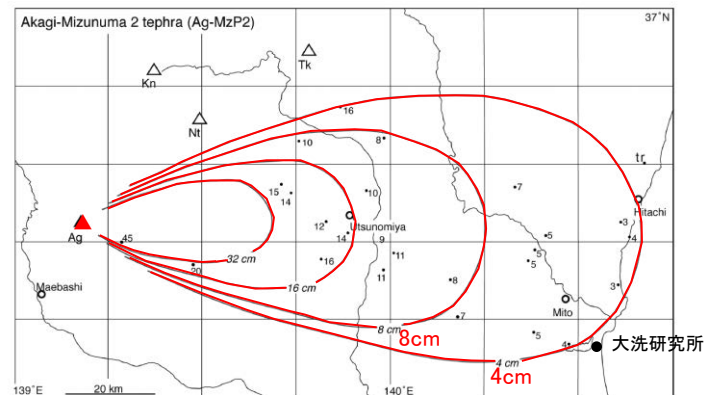 Akagi-Mizunuma 2 tephra (Ag-MzP2)
37°N
Tk
Kn
Nt
16
10
8
tr
15
14
10
7
Hitachi
Ag
45
12
Utsunomiya
14
9
3
4
5
20
32 cm
16
11
11
5
5
Maebashi
16 cm
8
3
Mito
7
8 cm
8cm
5
4
大洗研究所
4 cm
4cm
139°E
20 km
140°E